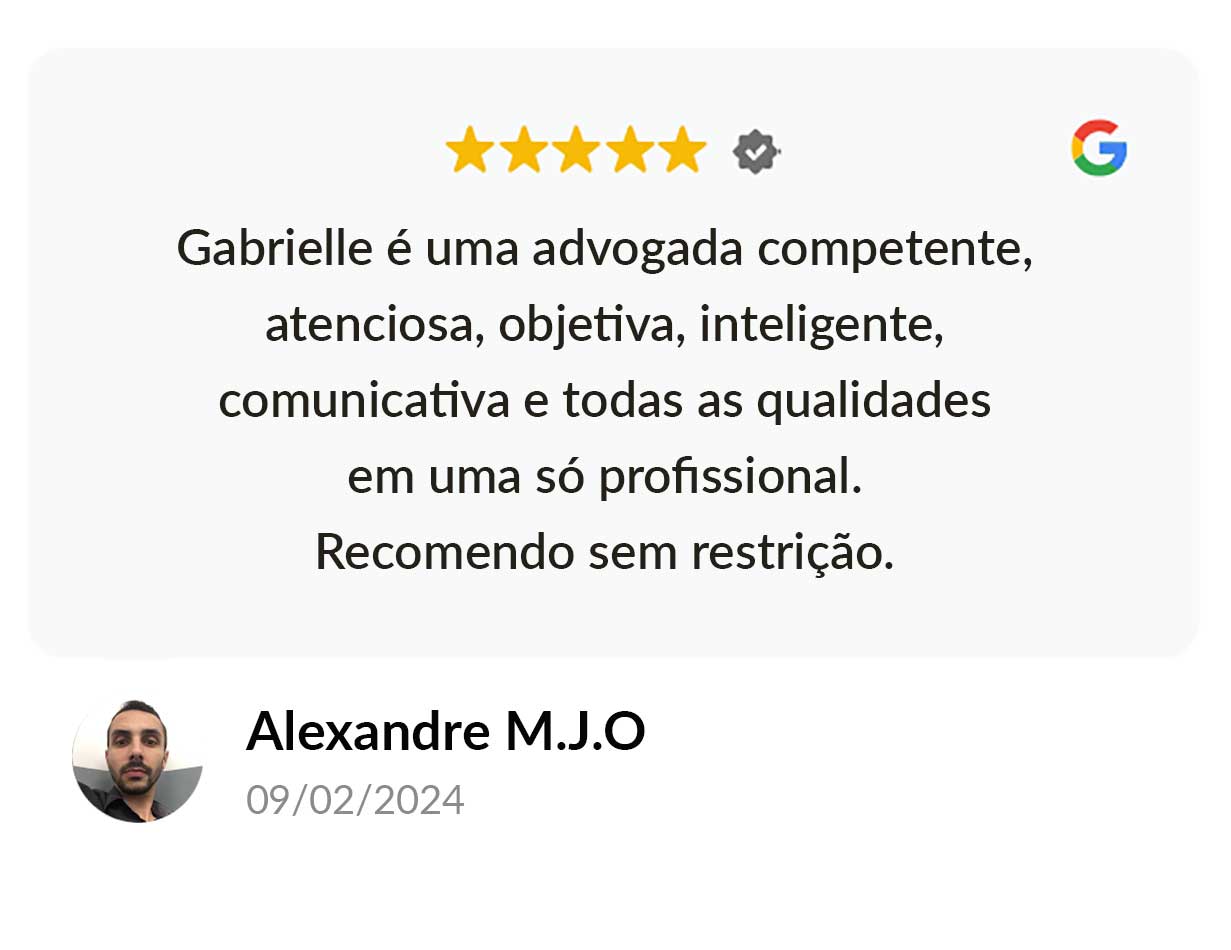 Gabrielle é uma advogada competente,
atenciosa, objetiva, inteligente,
comunicativa e todas as qualidades
em uma só profissional.
Recomendo sem restrição.
Alexandre M.J.O
09/02/2024